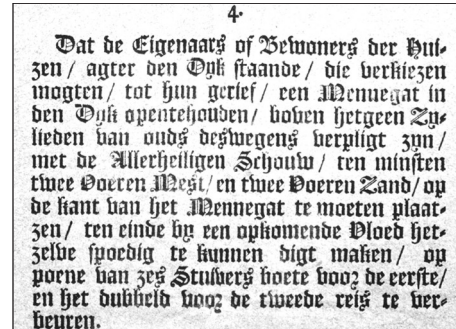 4.
Dat de Eigenaars of Bewoners der Hui-
zen / agter den Dyk staande / die verkiezen
mogten / tot hun gerief / een Mennegat in
den Dyk opentehouden / boven hetgeen Zy-
lieden van ouds deswegens verpligt zyn /
met de Allerheiligen Schouw / ten minsten
twee Voeren Mest / en twee Voeren Zand / op
de kant van het Mennegat te moeten plaat-
zen / ten einde by een opkomende Vloed het-
zelve spoedig te kunnen digt maken / op
poene van zes Stuivers boete voor de eerste /
en het dubbeld voor de tweede reis te ver-
beuren.